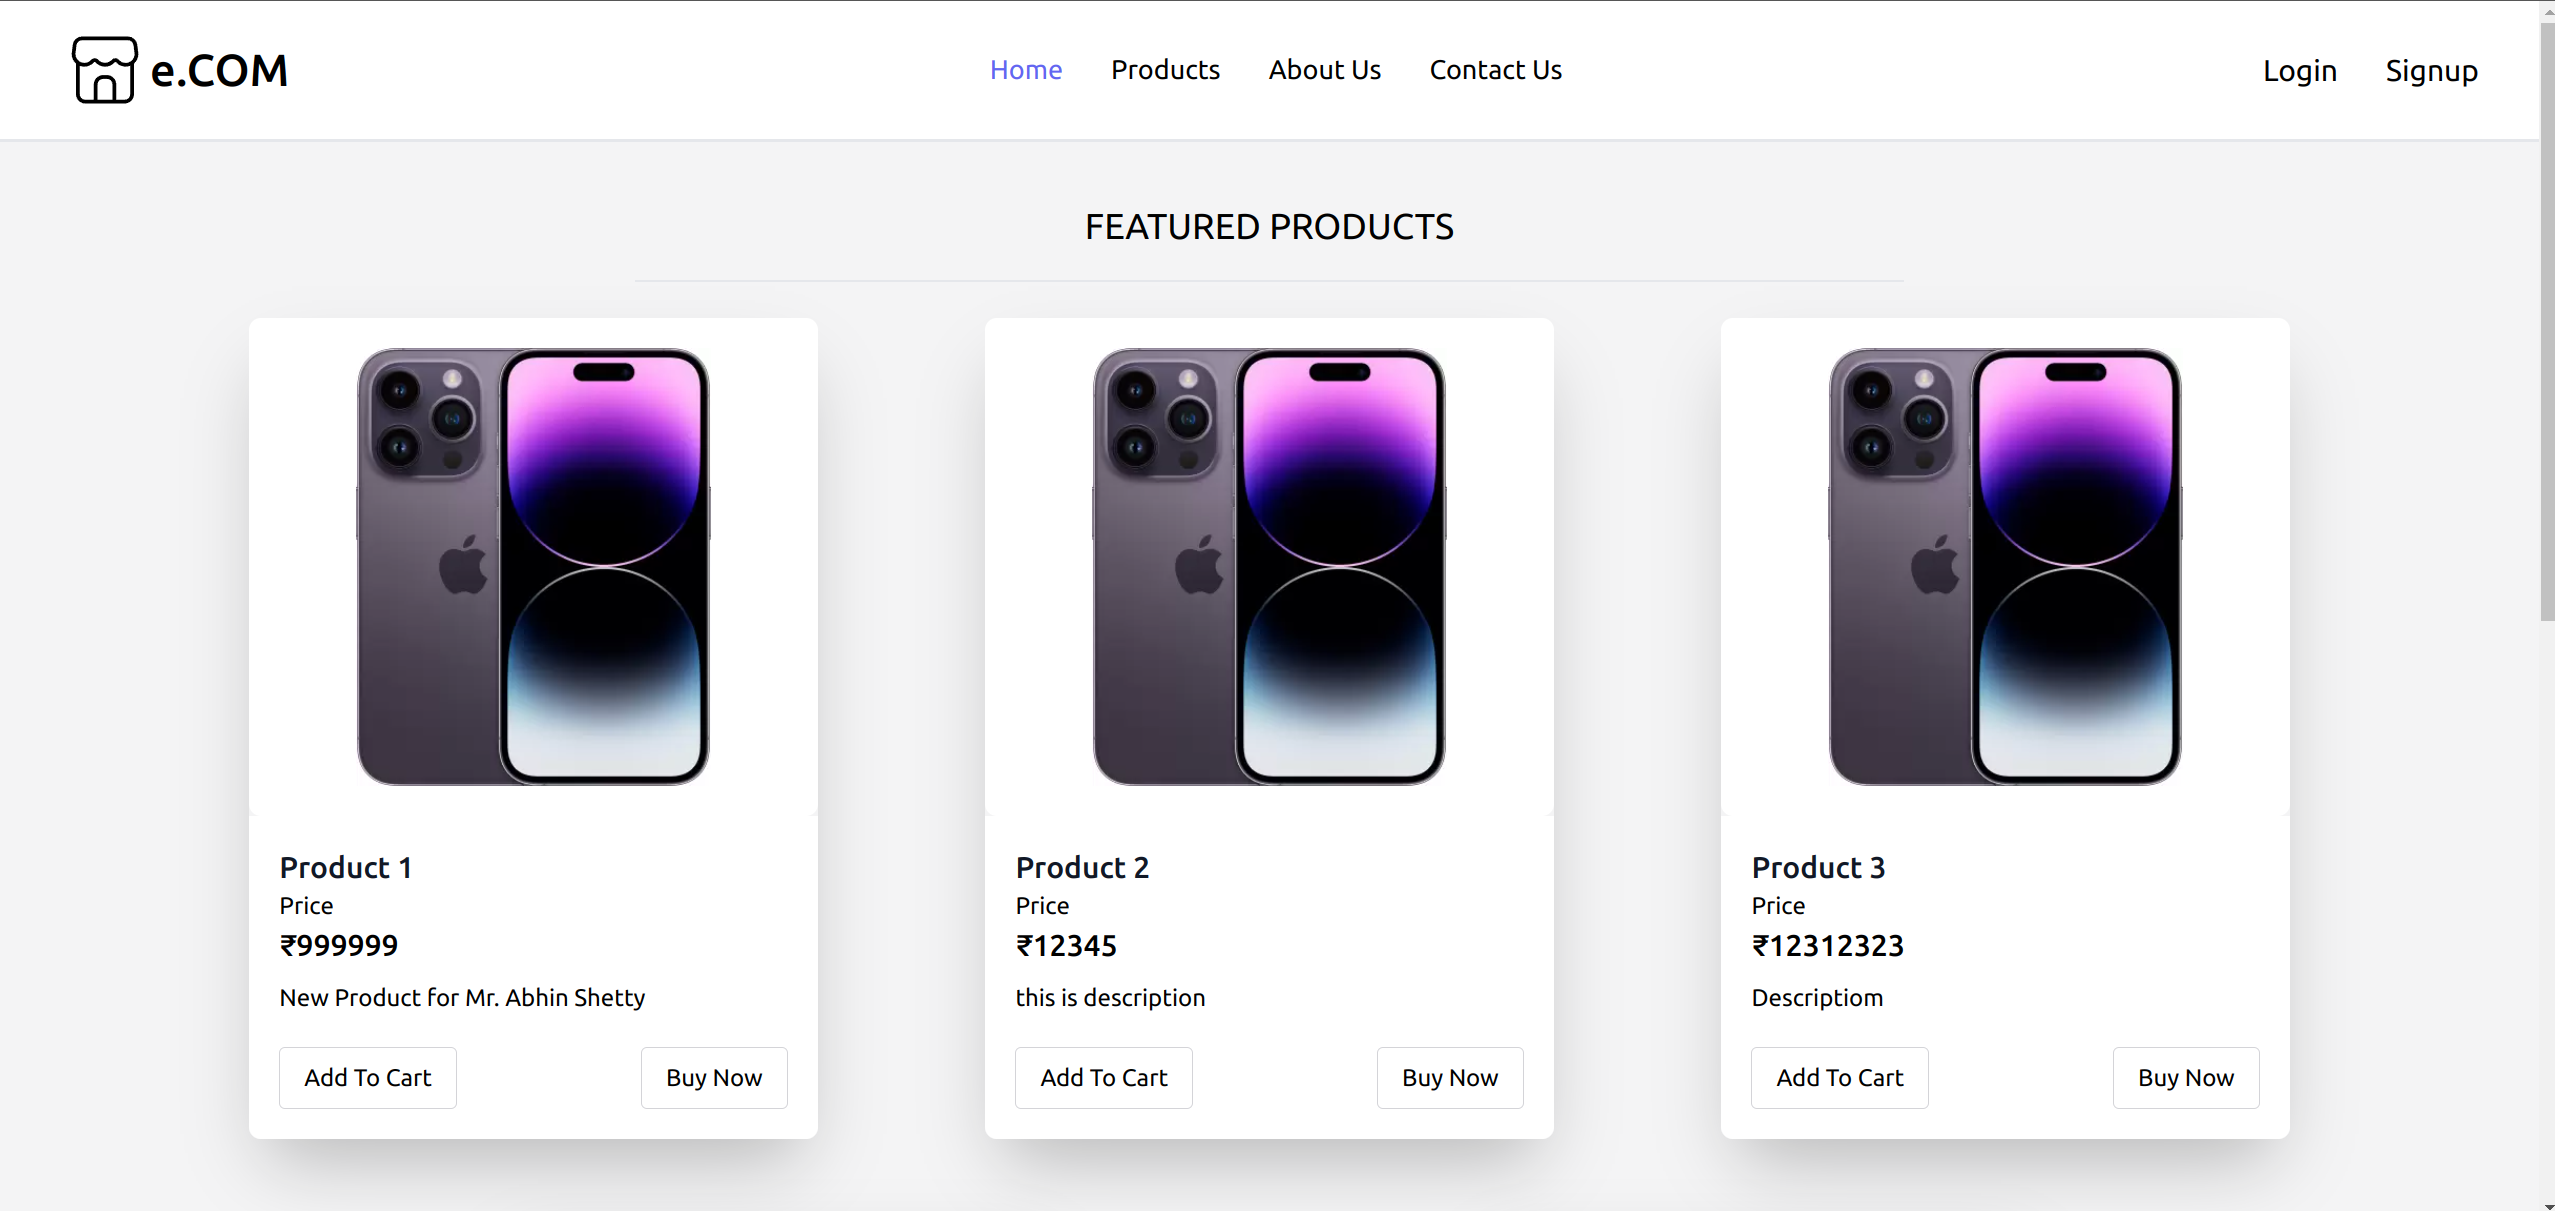 e.COM
Home Products About Us Contact Us
Login Signup
FEATURED PRODUCTS
Product 1
Price
₹999999
New Product for Mr. Abhin Shetty
Add To Cart Buy Now
Product 2
Price
₹12345
this is description
Add To Cart Buy Now
Product 3
Price
₹12312323
Descriptiom
Add To Cart Buy Now